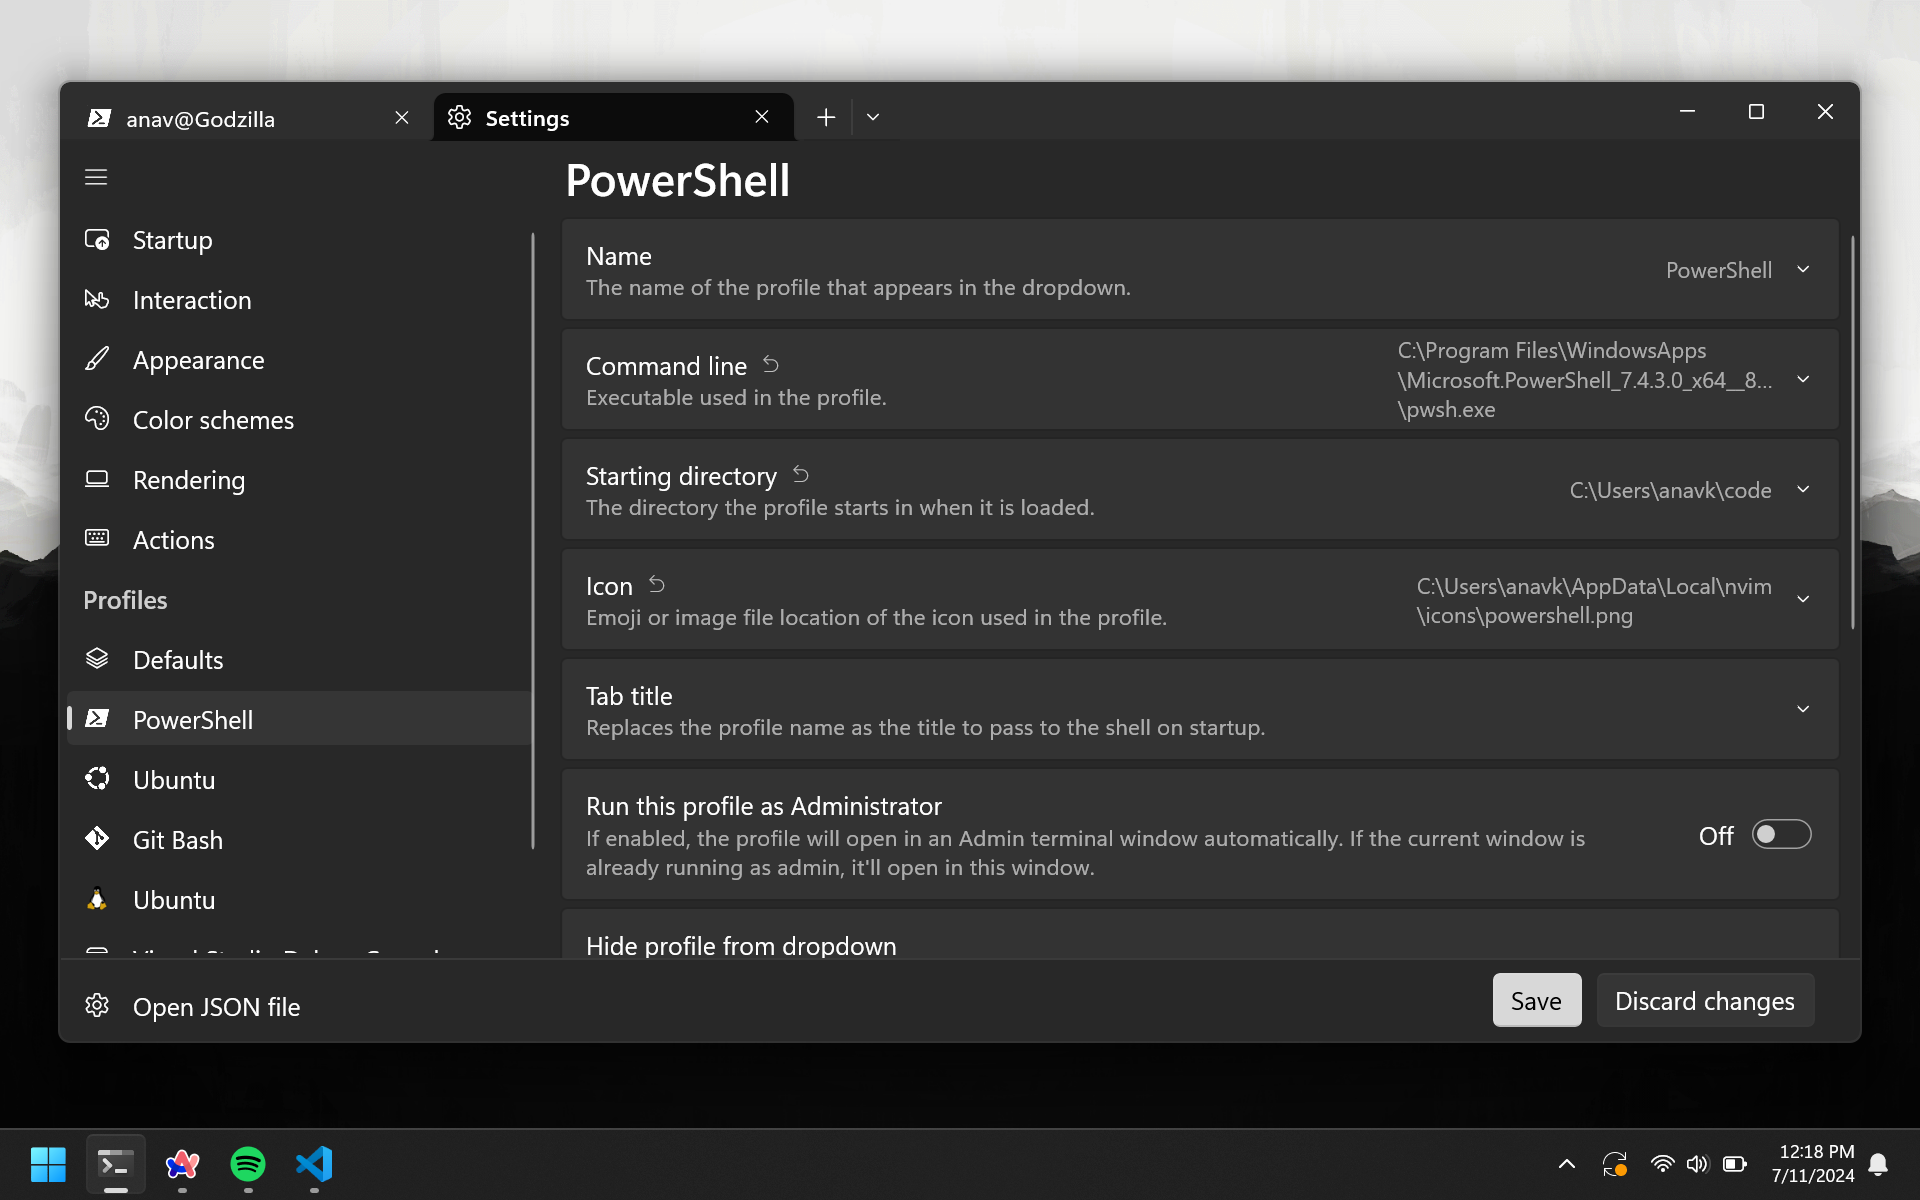 anav@Godzilla
Settings
Startup
Interaction
Appearance
Color schemes
Rendering
Actions
Profiles
Defaults
PowerShell
Ubuntu
Git Bash
Ubuntu
Open JSON file
PowerShell
Name
The name of the profile that appears in the dropdown.
PowerShell
Command line
Executable used in the profile.
C:\Program Files\WindowsApps
\Microsoft.PowerShell_7.4.3.0_x64__8...
\pwsh.exe
Starting directory
The directory the profile starts in when it is loaded.
C:\Users\anavk\code
Icon
Emoji or image file location of the icon used in the profile.
C:\Users\anavk\AppData\Local\nvim
\icons\powershell.png
Tab title
Replaces the profile name as the title to pass to the shell on startup.
Run this profile as Administrator
If enabled, the profile will open in an Admin terminal window automatically. If the current window is
already running as admin, it'll open in this window.
Off
Hide profile from dropdown
Save
Discard changes
12:18 PM
7/11/2024